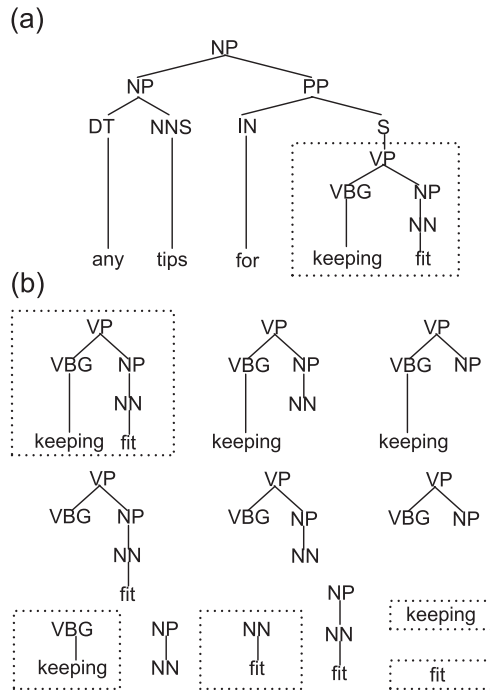 (a)
NP
NP PP
DT NNS IN S
VP
VBG NP
NN
any tips for keeping fit
(b)
VP VP VP
VBG NP VBG NP VBG NP
NN NN
keeping fit keeping keeping
VP VP VP
VBG NP VBG NP VBG NP
NN NN
fit
NP
keeping
VBG NP NN NN
keeping NN fit fit fit